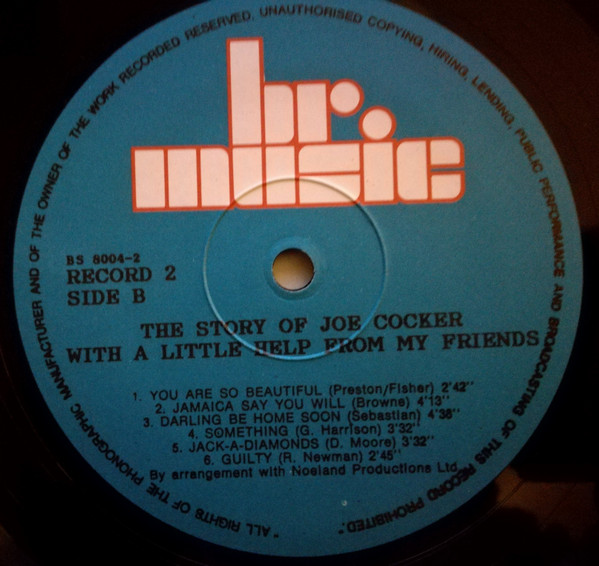 br.
music
BS 8004-2
RECORD 2
SIDE B
THE STORY OF JOE COCKER
WITH A LITTLE HELP FROM MY FRIENDS
1. YOU ARE SO BEAUTIFUL (Preston/Fisher) 2'42''
2. JAMAICA SAY YOU WILL (Browne) 4'13''
3. DARLING BE HOME SOON (Sebastian) 4'38''
4. SOMETHING (G. Harrison) 3'32''
5. JACK-A-DIAMONDS (D. Moore) 3'32''
6. GUILTY (R. Newman) 2'45''
By arrangement with Noeland Productions Ltd.
"ALL RIGHTS OF THE PHONOGRAPHIC MANUFACTURER AND OF THE OWNER OF THE WORK RECORDED RESERVED. UNAUTHORISED COPYING, HIRING, LENDING, PUBLIC PERFORMANCE AND BROADCASTING OF THIS RECORD PROHIBITED."